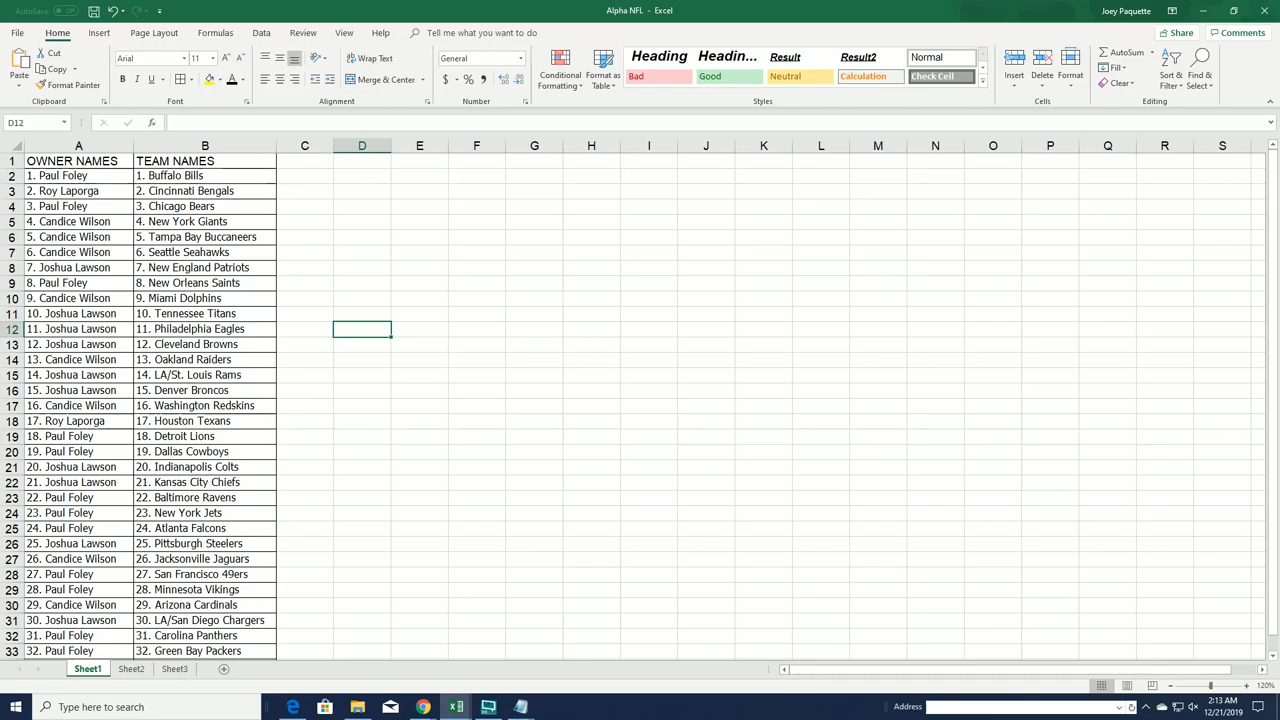 AutoSave Off
Alpha NFL - Excel
Joey Paquette
File Home Insert Page Layout Formulas Data Review View Help Tell me what you want to do
Share Comments
Paste
Cut
Copy
Format Painter
Clipboard
Arial 11
B I U
Font
Wrap Text
Merge & Center
Alignment
General
$ % 9
Number
Conditional Formatting
Format as Table
Heading Headin... Result Result2 Normal
Bad Good Neutral Calculation Check Cell
Styles
Insert Delete Format
Cells
AutoSum
Fill
Clear
Sort & Filter
Find & Select
Editing
D12 fx
A B C D E F G H I J K L M N O P Q R S
1 OWNER NAMES TEAM NAMES
2 1. Paul Foley 1. Buffalo Bills
3 2. Roy Laporga 2. Cincinnati Bengals
4 3. Paul Foley 3. Chicago Bears
5 4. Candice Wilson 4. New York Giants
6 5. Candice Wilson 5. Tampa Bay Buccaneers
7 6. Candice Wilson 6. Seattle Seahawks
8 7. Joshua Lawson 7. New England Patriots
9 8. Paul Foley 8. New Orleans Saints
10 9. Candice Wilson 9. Miami Dolphins
11 10. Joshua Lawson 10. Tennessee Titans
12 11. Joshua Lawson 11. Philadelphia Eagles
13 12. Joshua Lawson 12. Cleveland Browns
14 13. Candice Wilson 13. Oakland Raiders
15 14. Joshua Lawson 14. LA/St. Louis Rams
16 15. Joshua Lawson 15. Denver Broncos
17 16. Candice Wilson 16. Washington Redskins
18 17. Roy Laporga 17. Houston Texans
19 18. Paul Foley 18. Detroit Lions
20 19. Paul Foley 19. Dallas Cowboys
21 20. Joshua Lawson 20. Indianapolis Colts
22 21. Joshua Lawson 21. Kansas City Chiefs
23 22. Paul Foley 22. Baltimore Ravens
24 23. Paul Foley 23. New York Jets
25 24. Paul Foley 24. Atlanta Falcons
26 25. Joshua Lawson 25. Pittsburgh Steelers
27 26. Candice Wilson 26. Jacksonville Jaguars
28 27. Paul Foley 27. San Francisco 49ers
29 28. Paul Foley 28. Minnesota Vikings
30 29. Candice Wilson 29. Arizona Cardinals
31 30. Joshua Lawson 30. LA/San Diego Chargers
32 31. Paul Foley 31. Carolina Panthers
33 32. Paul Foley 32. Green Bay Packers
Sheet1 Sheet2 Sheet3
120%
Type here to search
Address
2:13 AM
12/21/2019